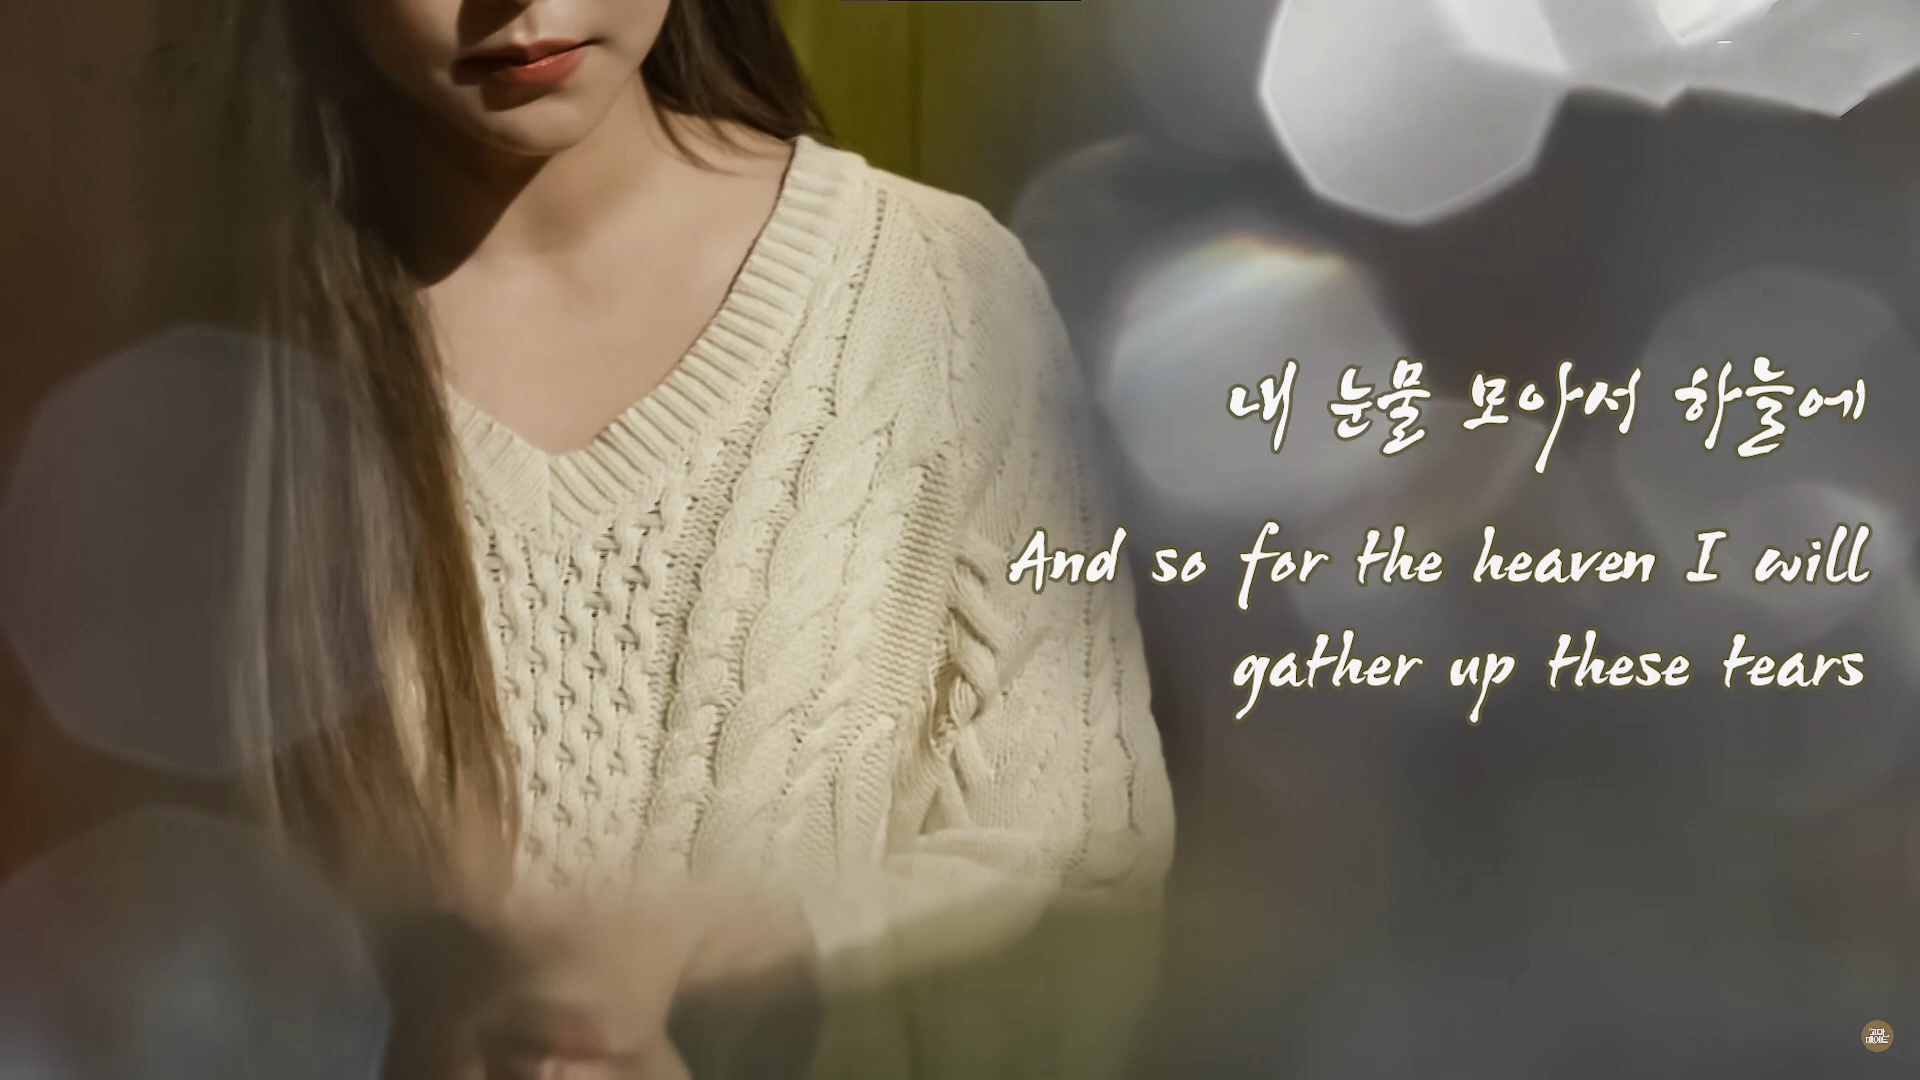 내 눈물 모아서 하늘에
And so for the heaven I will
gather up these tears